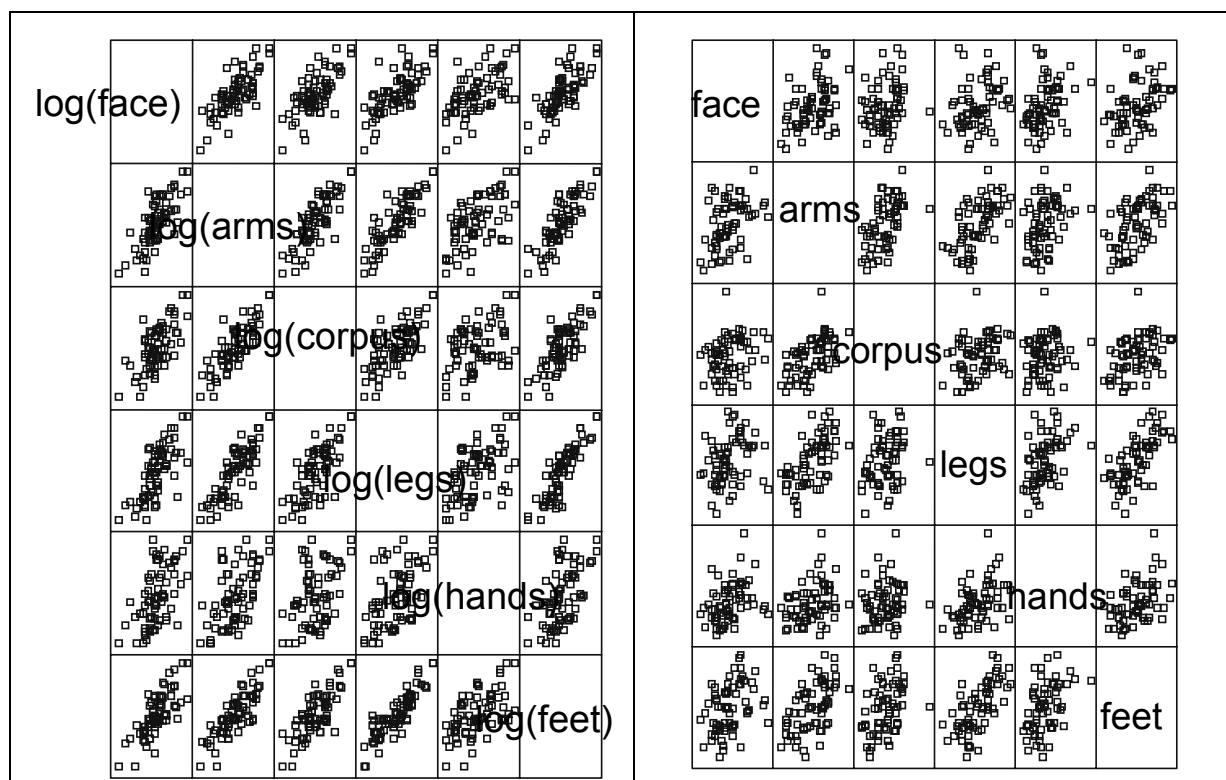 log(face)
log(arms)
log(corpus)
log(legs)
log(hands)
log(feet)
face
arms
corpus
legs
hands
feet